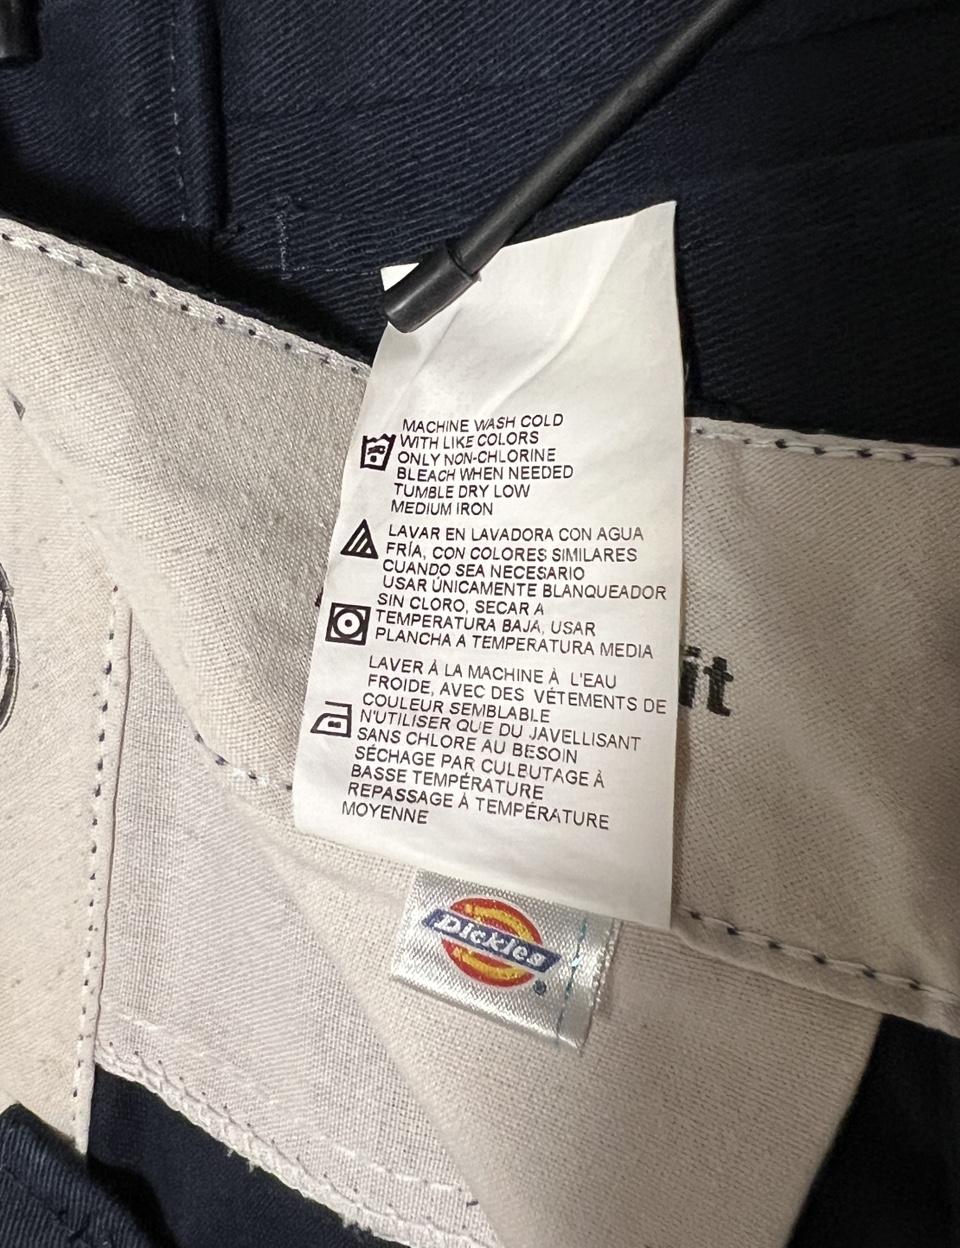 MACHINE WASH COLD
WITH LIKE COLORS
ONLY NON-CHLORINE
BLEACH WHEN NEEDED
TUMBLE DRY LOW
MEDIUM IRON
LAVAR EN LAVADORA CON AGUA
FRÍA, CON COLORES SIMILARES
CUANDO SEA NECESARIO
USAR ÚNICAMENTE BLANQUEADOR
SIN CLORO, SECAR A
TEMPERATURA BAJA, USAR
PLANCHA A TEMPERATURA MEDIA
LAVER À LA MACHINE À L'EAU
FROIDE, AVEC DES VÉTEMENTS DE
COULEUR SEMBLABLE
N'UTILISER QUE DU JAVELLISANT
SANS CHLORE AU BESOIN
SÉCHAGE PAR CULBUTAGE À
BASSE TEMPÉRATURE
REPASSAGE À TEMPÉRATURE
MOYENNE
it
Dickies®